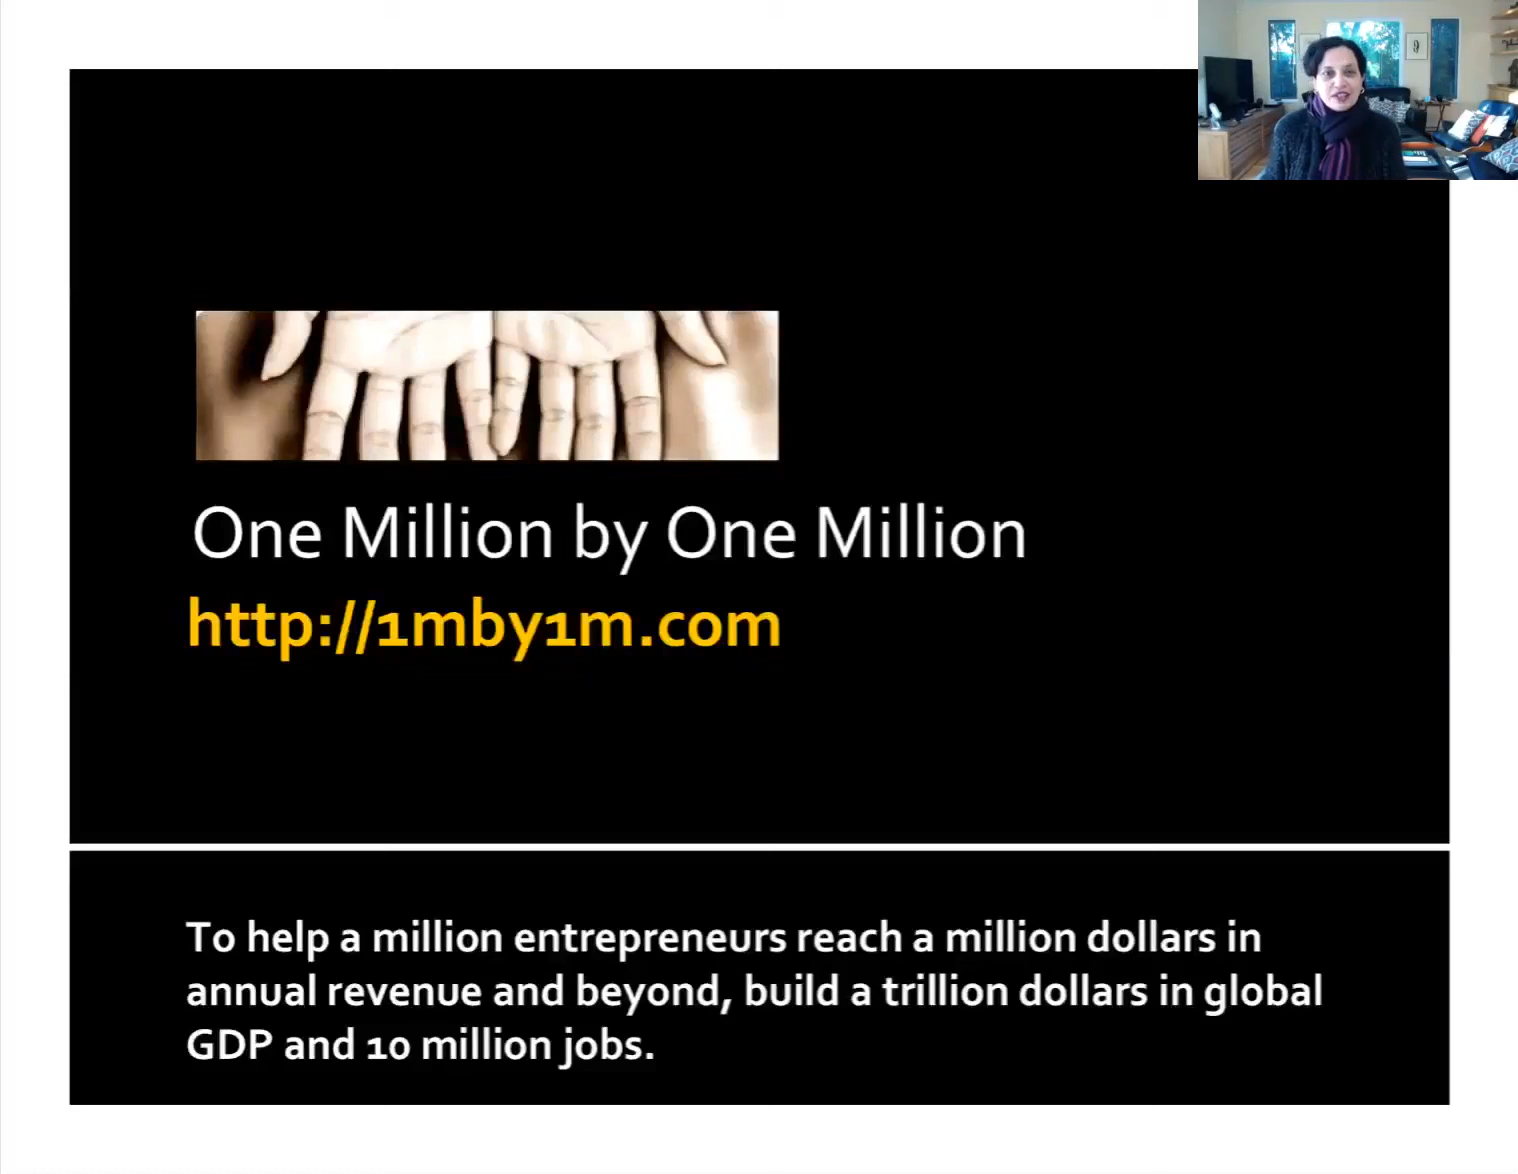 One Million by One Million
http://1mby1m.com
To help a million entrepreneurs reach a million dollars in
annual revenue and beyond, build a trillion dollars in global
GDP and 10 million jobs.